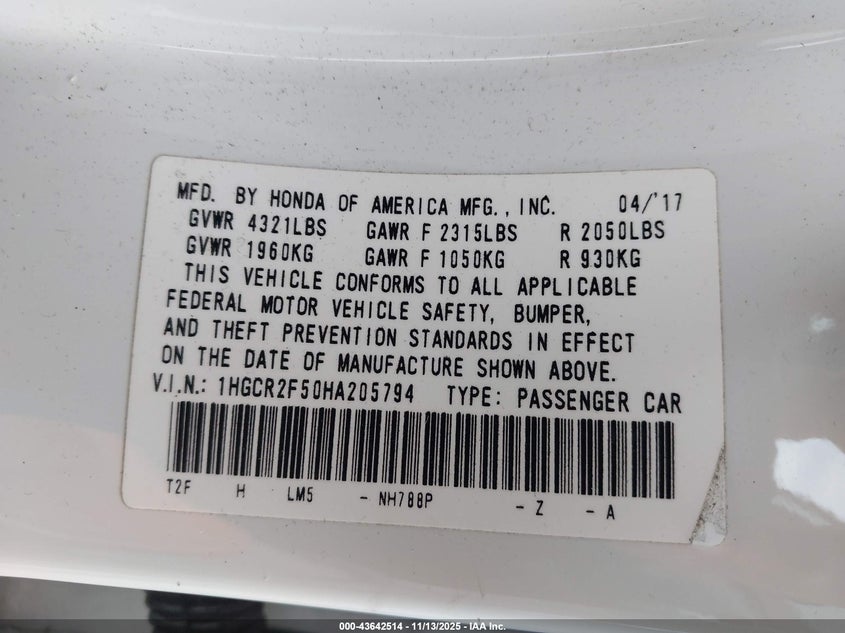 MFD. BY HONDA OF AMERICA MFG., INC. 04/'17
GVWR 4321LBS GAWR F 2315LBS R 2050LBS
GVWR 1960KG GAWR F 1050KG R 930KG
THIS VEHICLE CONFORMS TO ALL APPLICABLE
FEDERAL MOTOR VEHICLE SAFETY, BUMPER,
AND THEFT PREVENTION STANDARDS IN EFFECT
ON THE DATE OF MANUFACTURE SHOWN ABOVE.
V.I.N.: 1HGCR2F50HA205794 TYPE: PASSENGER CAR
T2F H LM5 - NH788P - Z - A
000-43642514 - 11/13/2025 - IAA Inc.